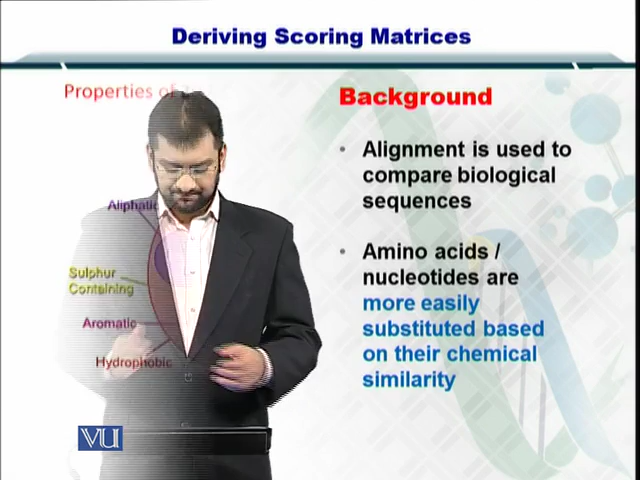 Deriving Scoring Matrices
Properties of
Background
Aliphatic
Sulphur
Containing
Aromatic
Hydrophobic
• Alignment is used to
compare biological
sequences
• Amino acids /
nucleotides are
more easily
substituted based
on their chemical
similarity
VU